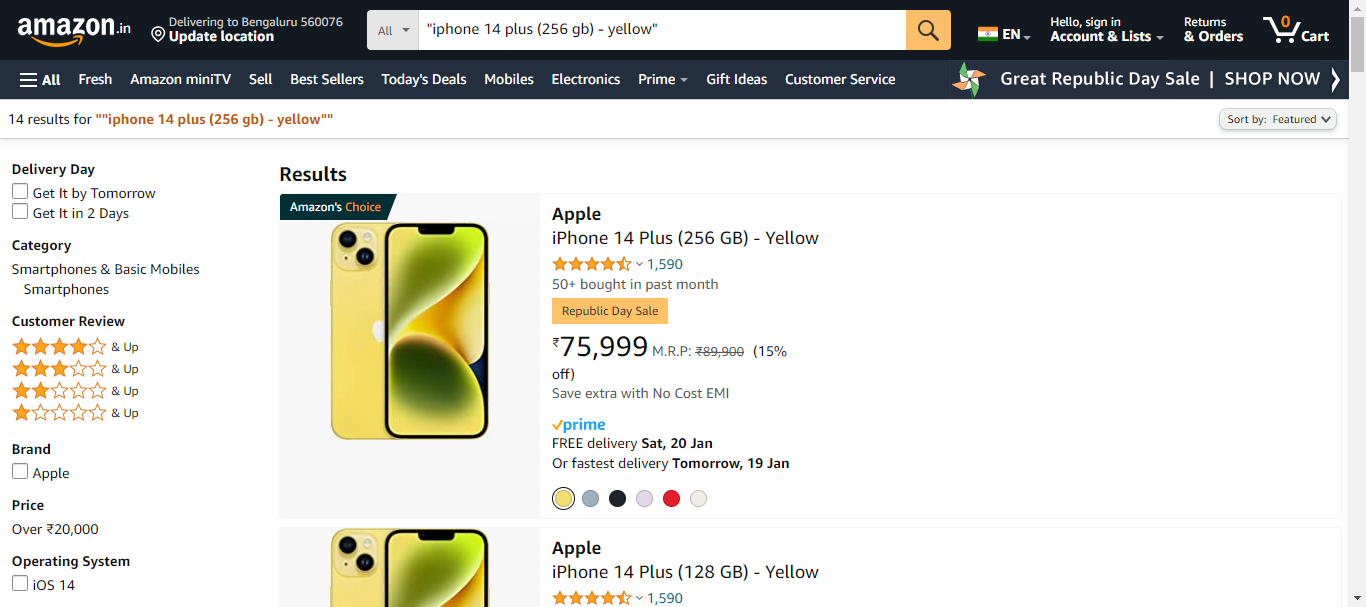 amazon.in
Delivering to Bengaluru 560076
Update location
All
"iphone 14 plus (256 gb) - yellow"
EN
Hello, sign in
Account & Lists
Returns
& Orders
0
Cart
All
Fresh
Amazon miniTV
Sell
Best Sellers
Today's Deals
Mobiles
Electronics
Prime
Gift Ideas
Customer Service
Great Republic Day Sale | SHOP NOW
14 results for ""iphone 14 plus (256 gb) - yellow""
Sort by: Featured
Delivery Day
Get It by Tomorrow
Get It in 2 Days
Category
Smartphones & Basic Mobiles
Smartphones
Customer Review
& Up
& Up
& Up
& Up
Brand
Apple
Price
Over ₹20,000
Operating System
iOS 14
Results
Amazon's Choice
Apple
iPhone 14 Plus (256 GB) - Yellow
1,590
50+ bought in past month
Republic Day Sale
₹75,999 M.R.P: ₹89,900 (15%
off)
Save extra with No Cost EMI
prime
FREE delivery Sat, 20 Jan
Or fastest delivery Tomorrow, 19 Jan
Apple
iPhone 14 Plus (128 GB) - Yellow
1,590